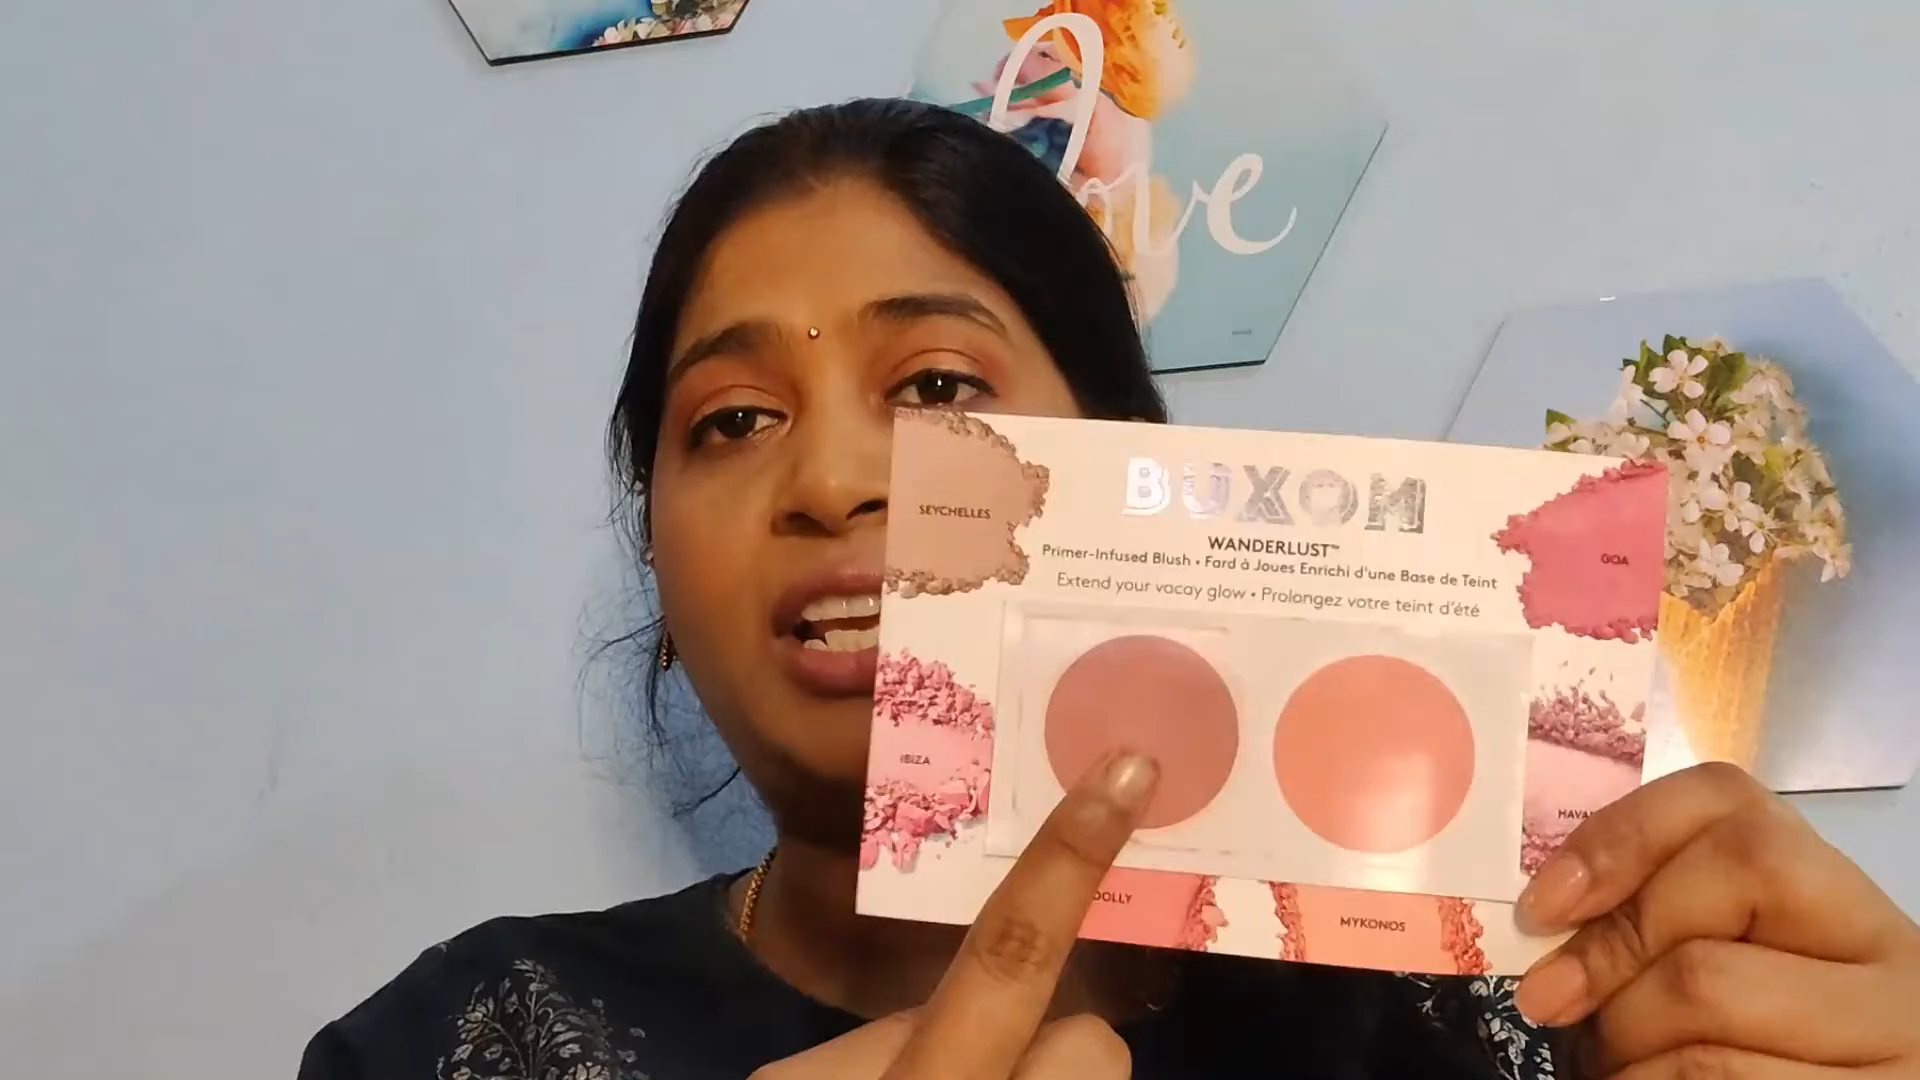 Love
SEYCHELLES
BUXOM
WANDERLUST™
Primer-Infused Blush • Fard à Joues Enrichi d'une Base de Teint
Extend your vacay glow • Prolongez votre teint d'été
GOA
IBIZA
DOLLY
MYKONOS